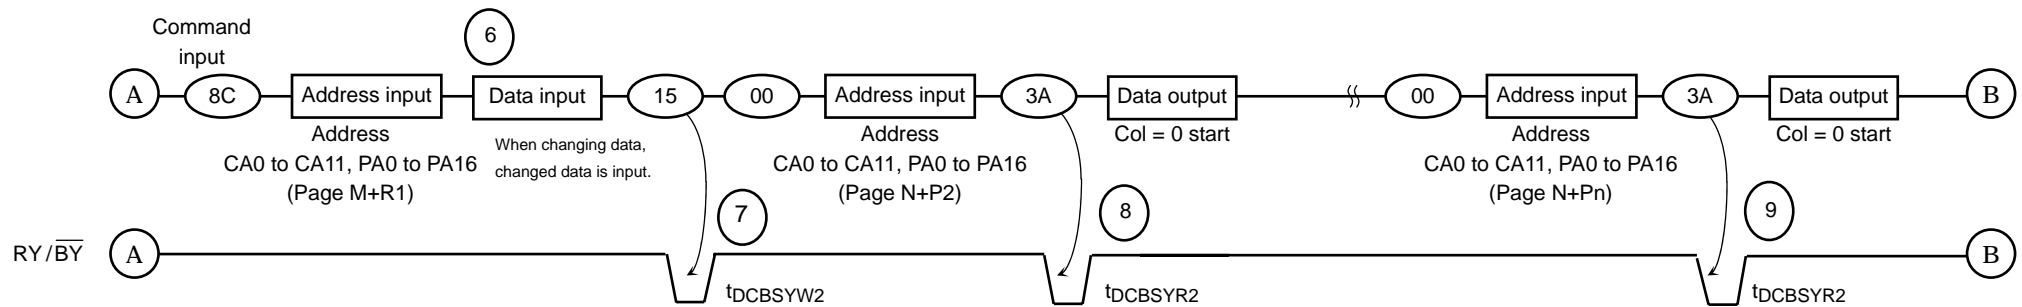 Command
input
6
A
8C
Address input
Data input
15
00
Address input
3A
Data output
00
Address input
3A
Data output
B
Address
CA0 to CA11, PA0 to PA16
(Page M+R1)
When changing data,
changed data is input.
Address
CA0 to CA11, PA0 to PA16
(Page N+P2)
Col = 0 start
Address
CA0 to CA11, PA0 to PA16
(Page N+Pn)
Col = 0 start
7
8
9
RY/B̅Y̅
A
B
tDCBSYW2
tDCBSYR2
tDCBSYR2